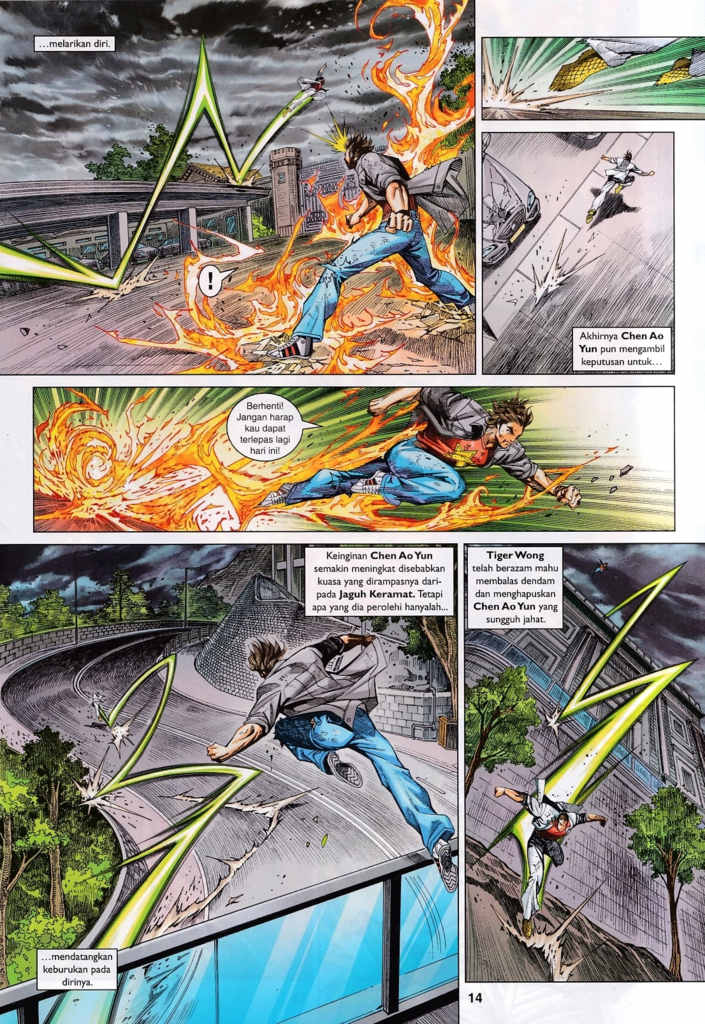 …melarikan diri.
!
Akhirnya Chen Ao
Yun pun mengambil
keputusan untuk…
Berhenti!
Jangan harap
kau dapat
terlepas lagi
hari ini!
Keinginan Chen Ao Yun
semakin meningkat disebabkan
kuasa yang dirampasnya dari-
pada Jaguh Keramat. Tetapi
apa yang perolehi hanyalah...
…mendatangkan
keburukan pada
dirinya.
Tiger Wong
telah berazam mahu
membalas dendam
dan menghapuskan
Chen Ao Yun yang
sungguh jahat.
14